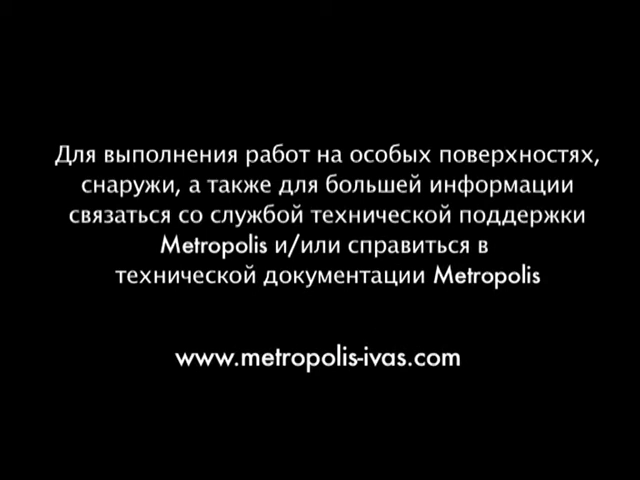 Для выполнения работ на особых поверхностях,
снаружи, а также для большей информации
связаться со службой технической поддержки
Metropolis и/или справиться в
технической документации Metropolis
www.metropolis-ivas.com